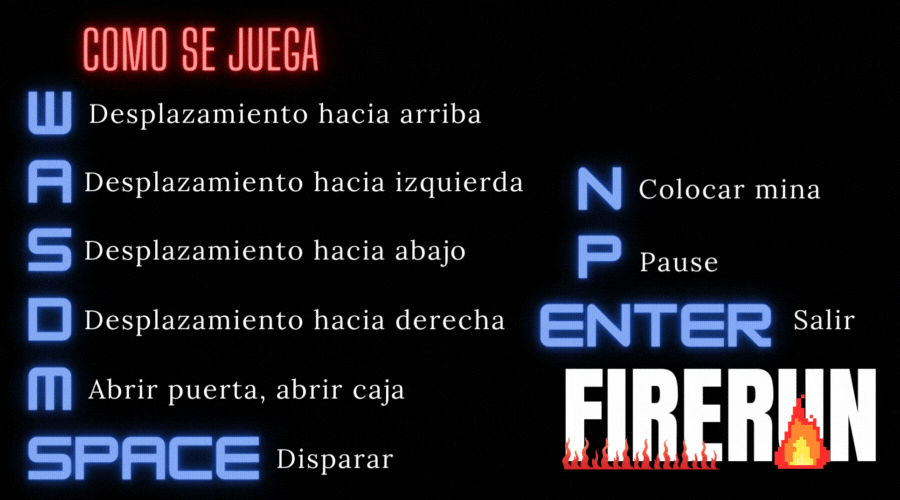 COMO SE JUEGA
W Desplazamiento hacia arriba
A Desplazamiento hacia izquierda
S Desplazamiento hacia abajo
D Desplazamiento hacia derecha
M Abrir puerta, abrir caja
SPACE Disparar
N Colocar mina
P Pause
ENTER Salir
FIRERUN